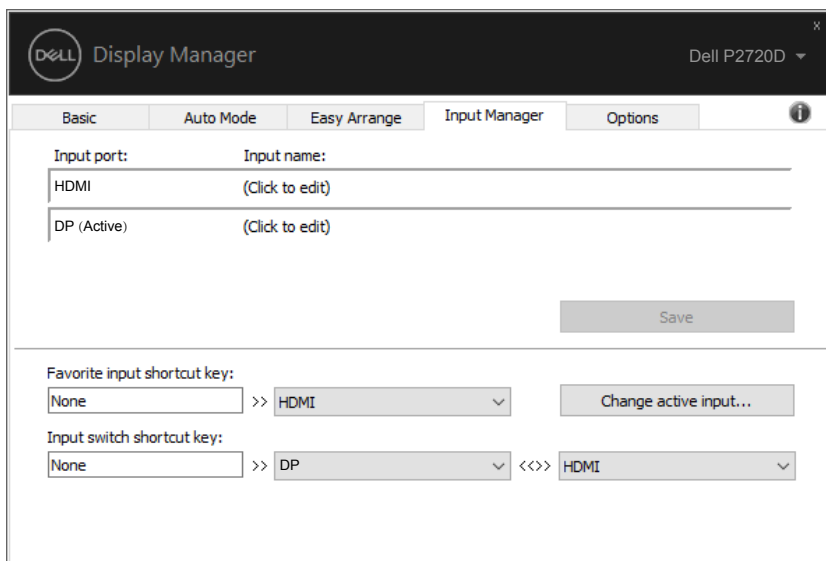 x
DELL Display Manager Dell P2720D
Basic Auto Mode Easy Arrange Input Manager Options i
Input port: Input name:
HDMI (Click to edit)
DP (Active) (Click to edit)
Save
Favorite input shortcut key:
None >> HDMI Change active input...
Input switch shortcut key:
None >> DP <<>> HDMI